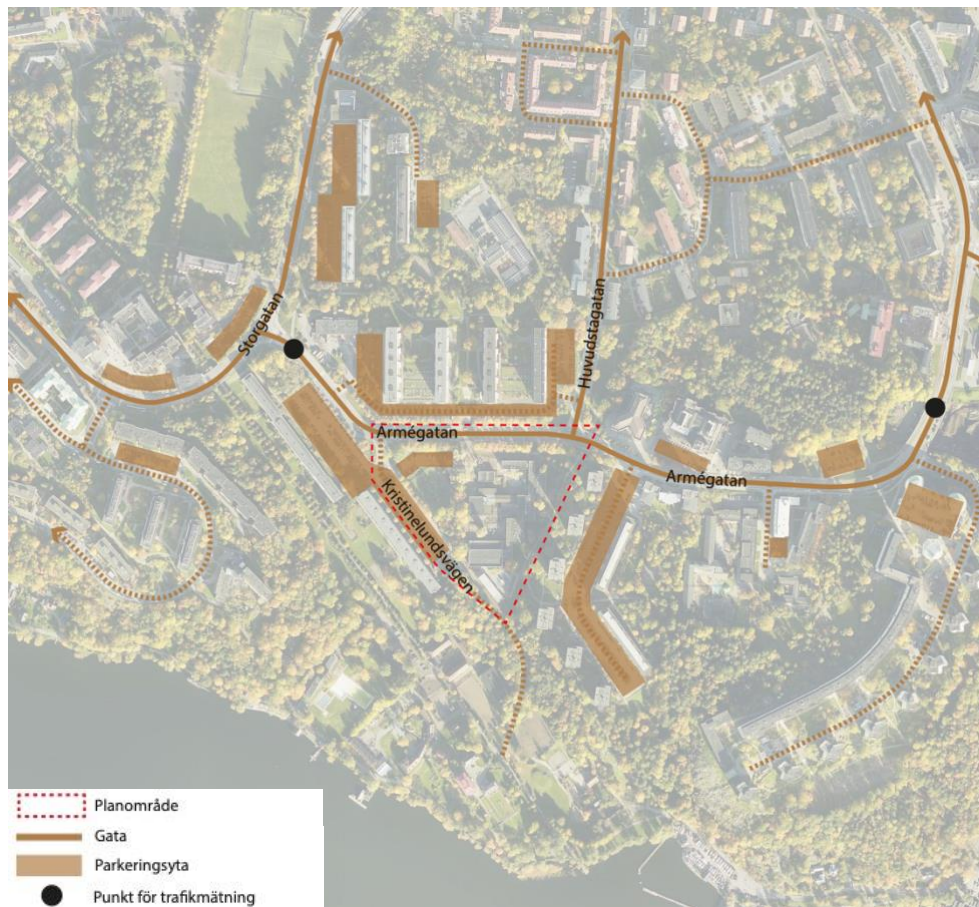 Storgatan
Huvudstagatan
Armégatan
Armégatan
Kristinelundsvägen
Planområde
Gata
Parkeringsyta
Punkt för trafikmätning